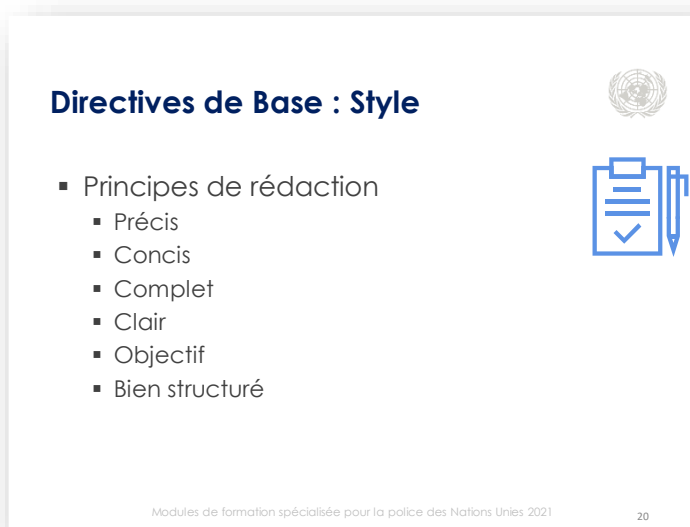 Directives de Base : Style
▪ Principes de rédaction
▪ Précis
▪ Concis
▪ Complet
▪ Clair
▪ Objectif
▪ Bien structuré
Modules de formation spécialisée pour la police des Nations Unies 2021
20